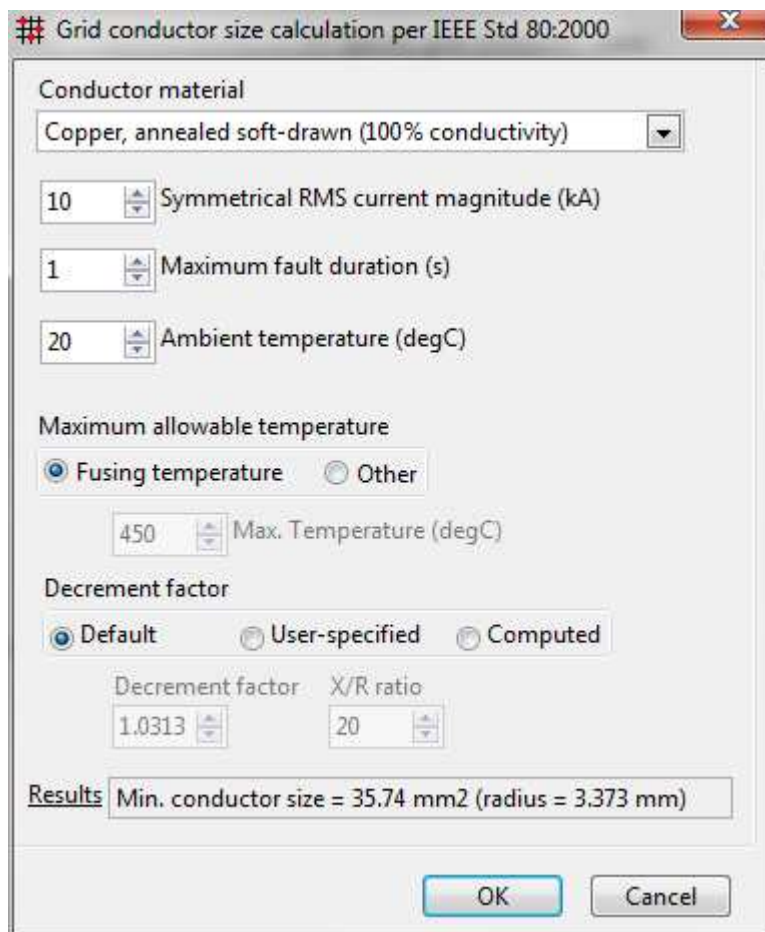 Grid conductor size calculation per IEEE Std 80:2000
Conductor material
Copper, annealed soft-drawn (100% conductivity)
10 Symmetrical RMS current magnitude (kA)
1 Maximum fault duration (s)
20 Ambient temperature (degC)
Maximum allowable temperature
Fusing temperature Other
450 Max. Temperature (degC)
Decrement factor
Default User-specified Computed
Decrement factor X/R ratio
1.0313 20
Results Min. conductor size = 35.74 mm2 (radius = 3.373 mm)
OK Cancel